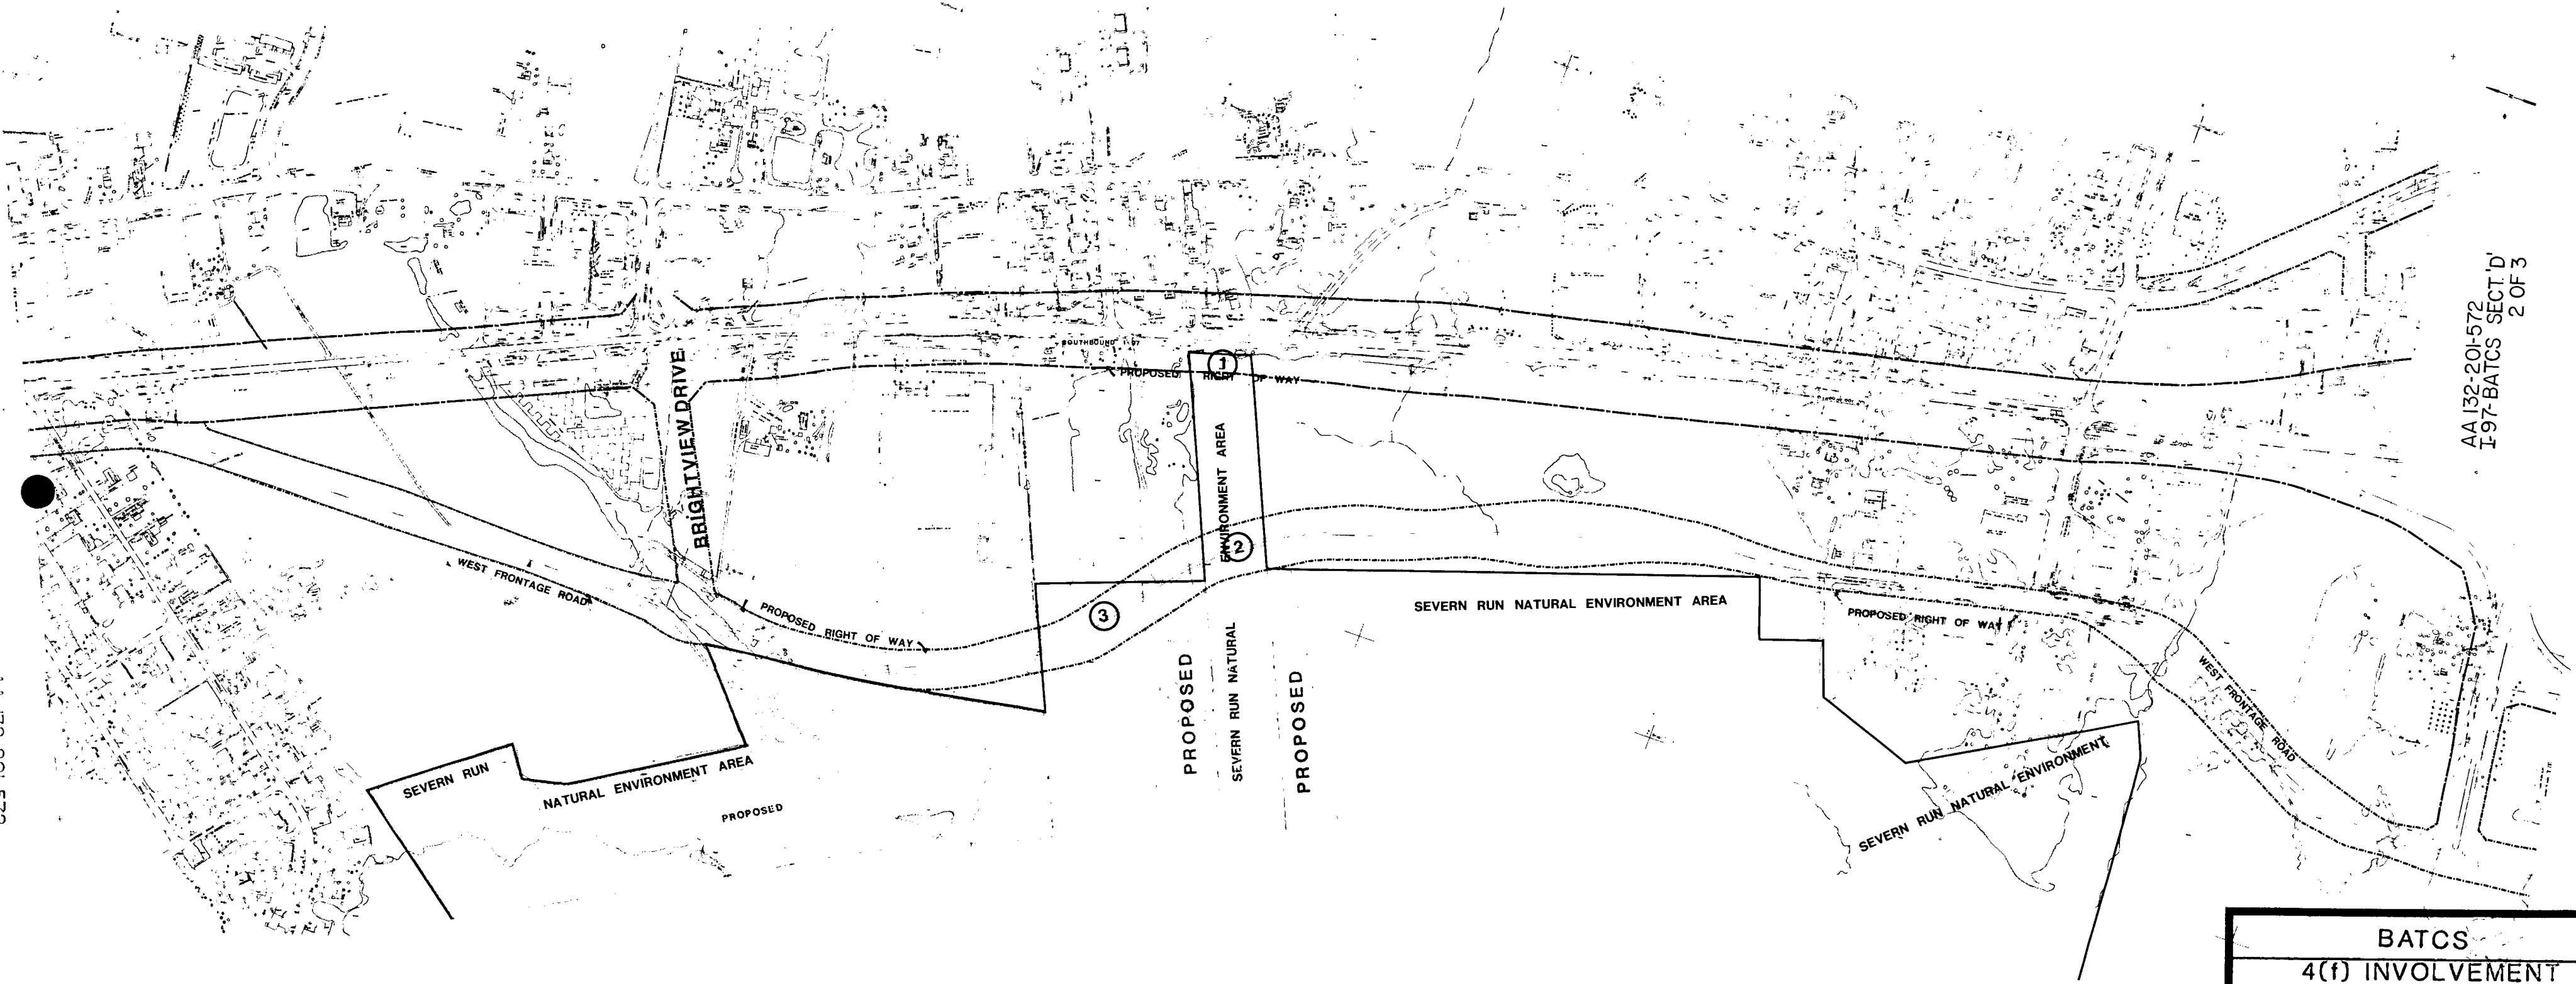 SOUTHBOUND I-97
PROPOSED RIGHT OF WAY
1
BRIGHTVIEW DRIVE
ENVIRONMENT AREA
2
WEST FRONTAGE ROAD
PROPOSED RIGHT OF WAY
3
SEVERN RUN NATURAL ENVIRONMENT AREA
PROPOSED RIGHT OF WAY
PROPOSED
SEVERN RUN NATURAL
PROPOSED
WEST FRONTAGE ROAD
SEVERN RUN
NATURAL ENVIRONMENT AREA
PROPOSED
SEVERN RUN NATURAL ENVIRONMENT
AA 132-201-572
I-97-BATCS SECT.'D'
2 OF 3
BATCS
4(f) INVOLVEMENT